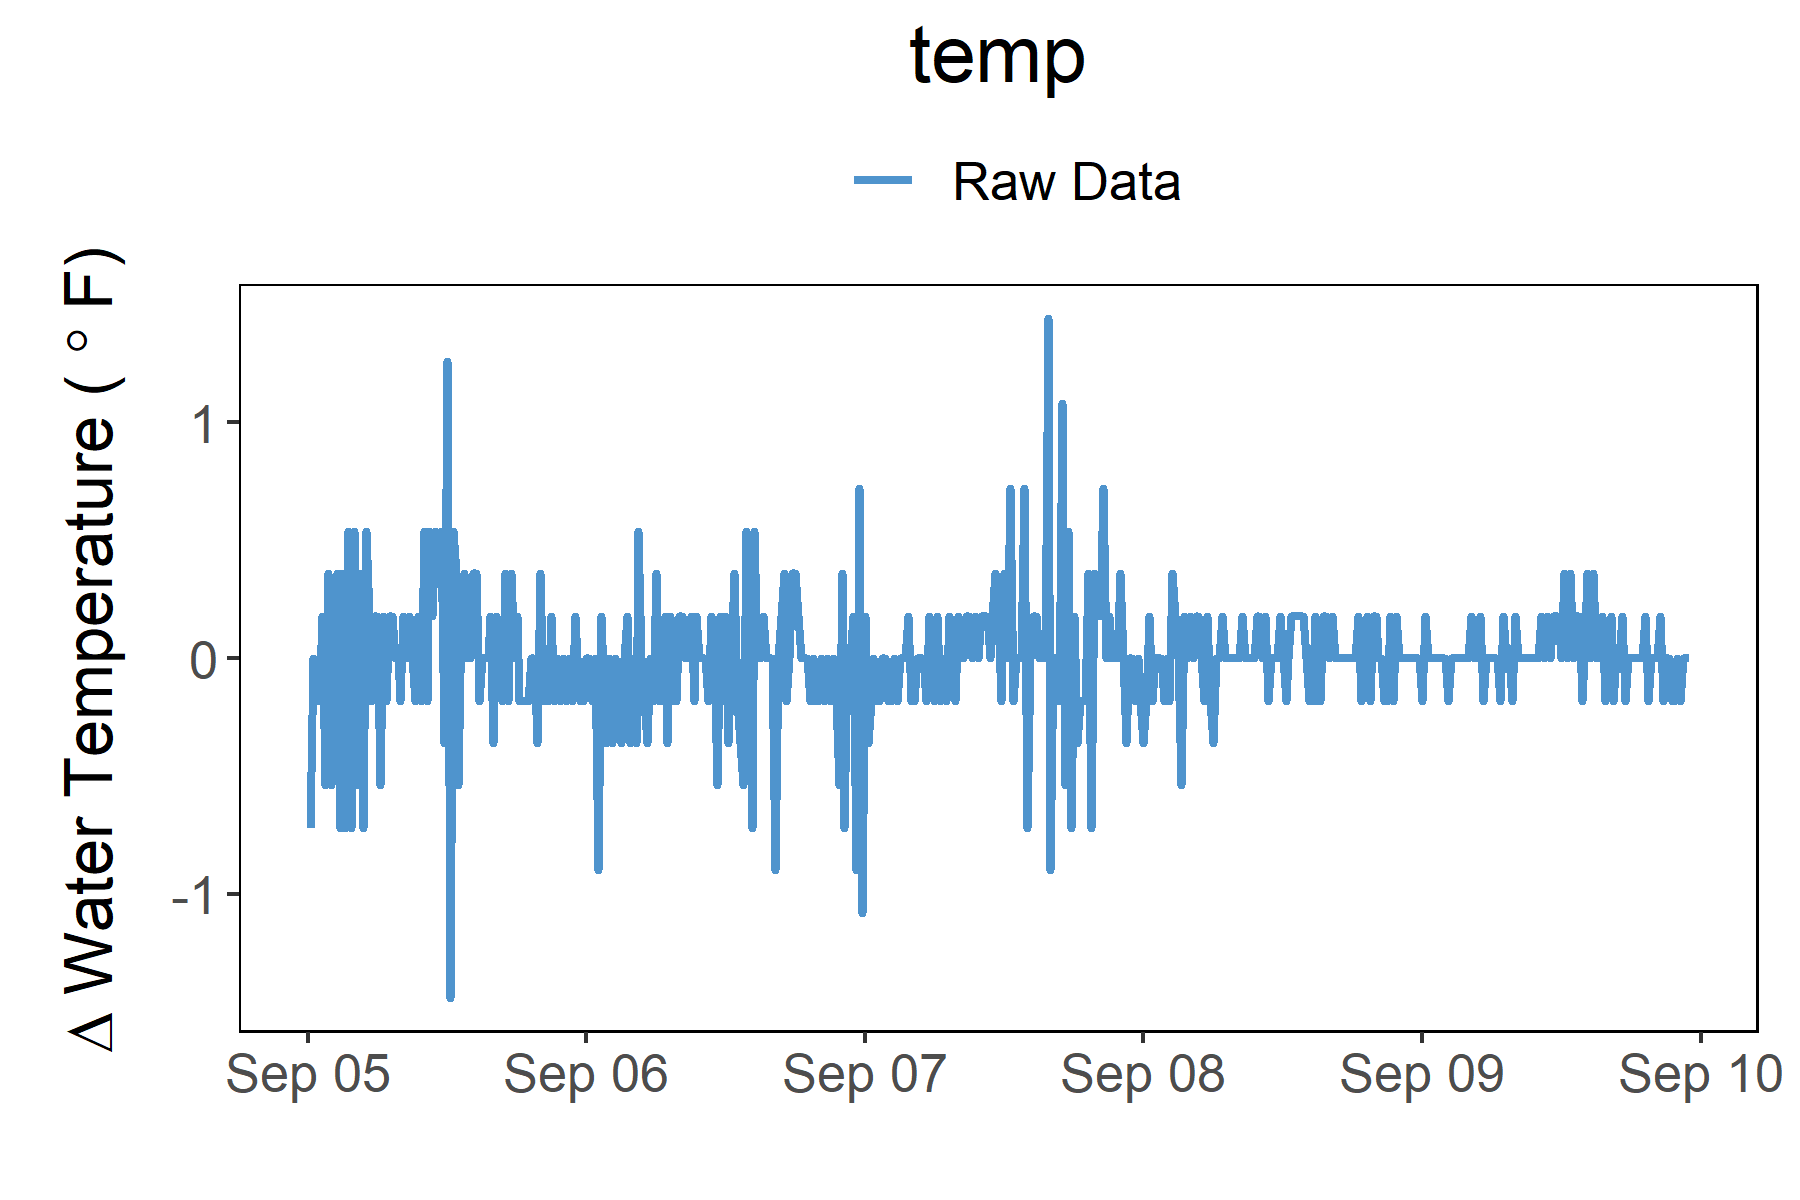 temp
Raw Data
Δ Water Temperature ( ° F)
1
0
-1
Sep 05 Sep 06 Sep 07 Sep 08 Sep 09 Sep 10